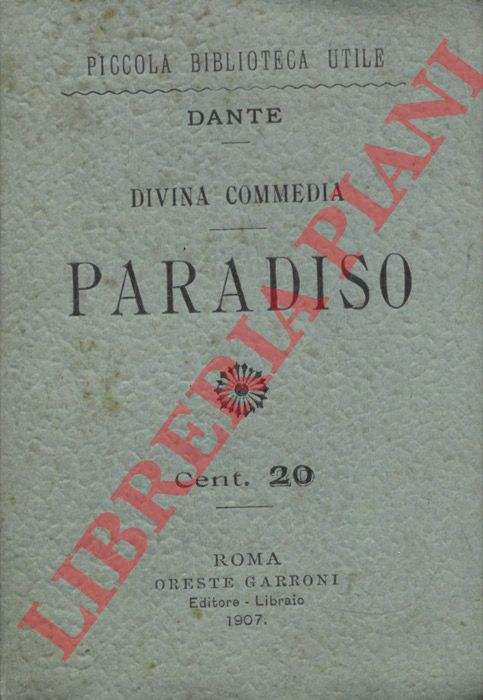 PICCOLA BIBLIOTECA UTILE
DANTE
DIVINA COMMEDIA
PARADISO
Cent. 20
ROMA
ORESTE GARRONI
Editore - Libraio
1907.
LIBRERIA PIANI